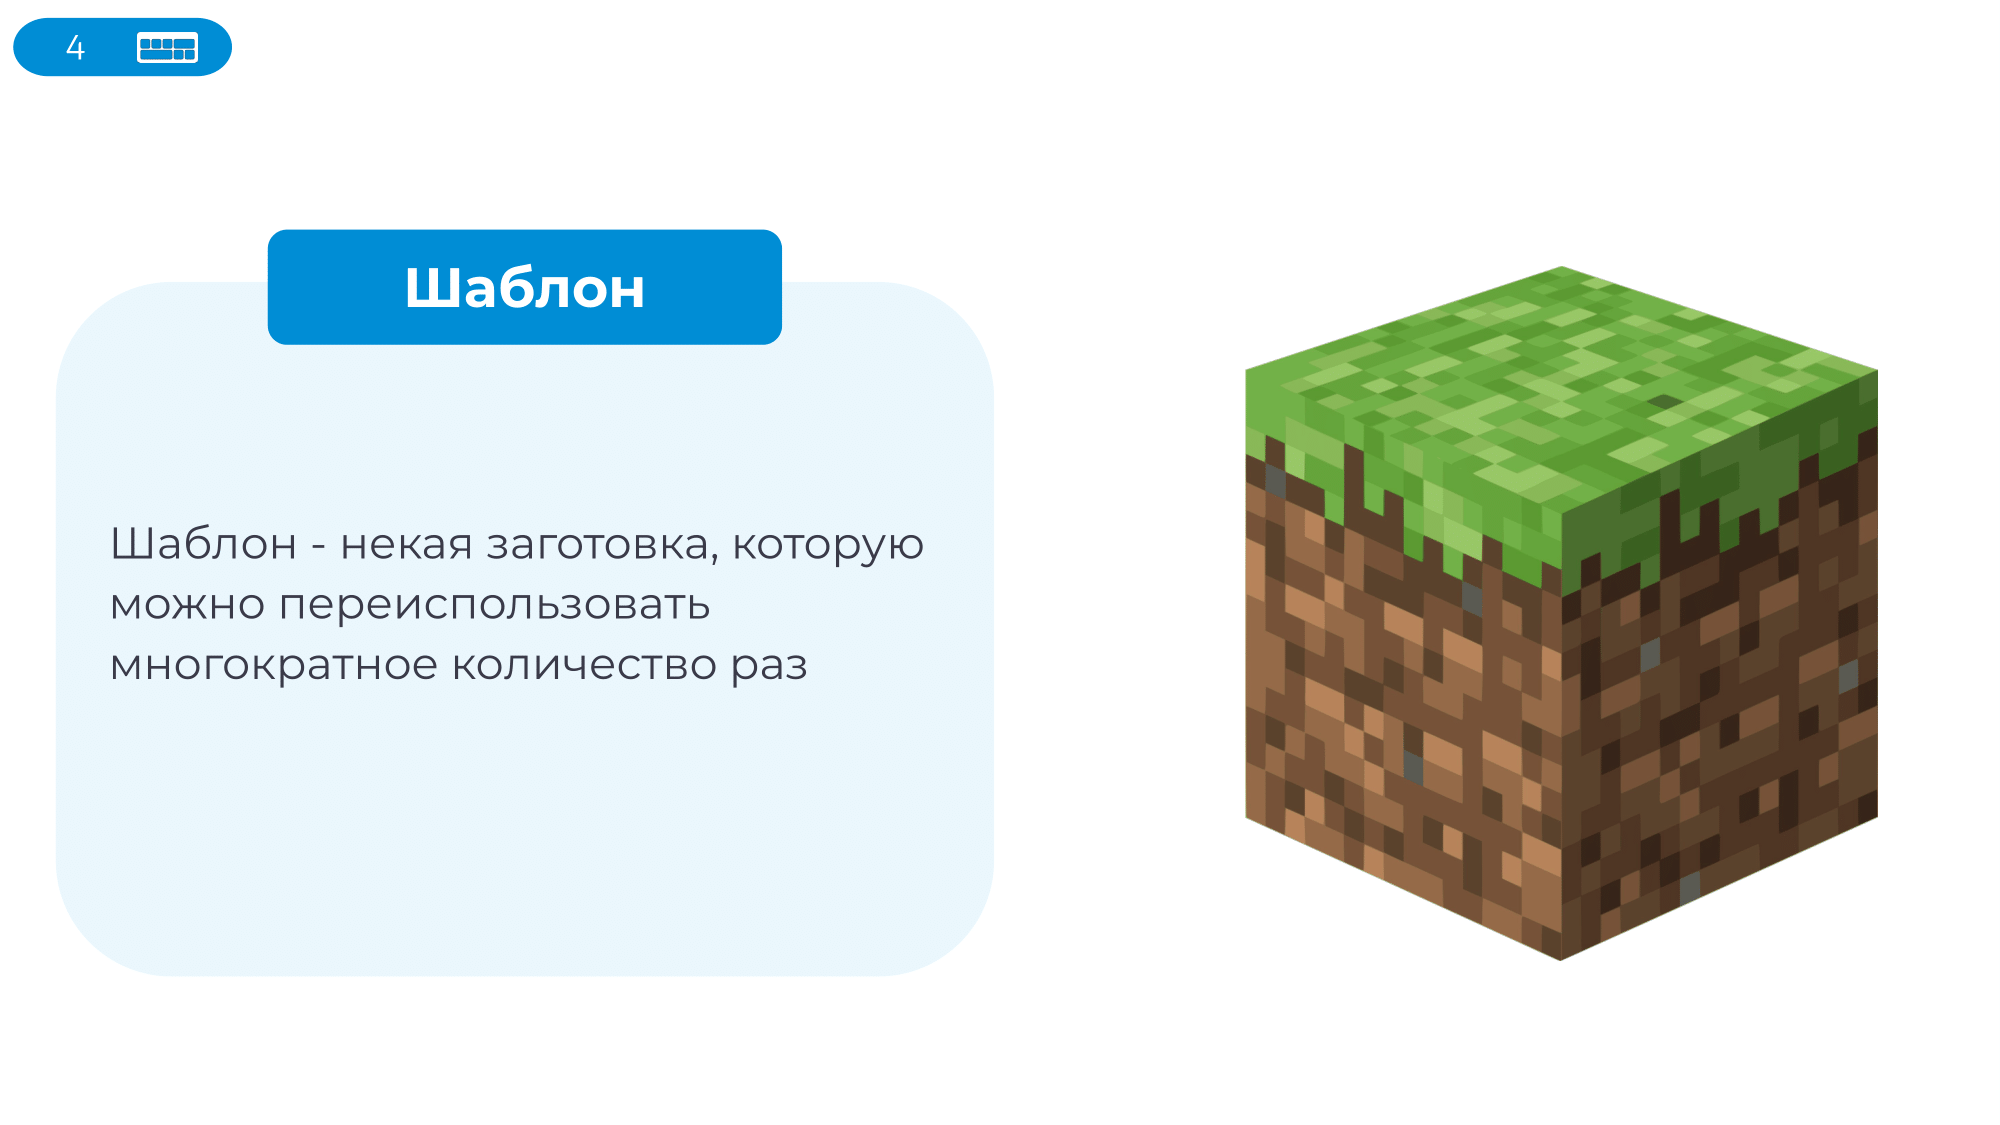 4
Шаблон
Шаблон - некая заготовка, которую
можно переиспользовать
многократное количество раз